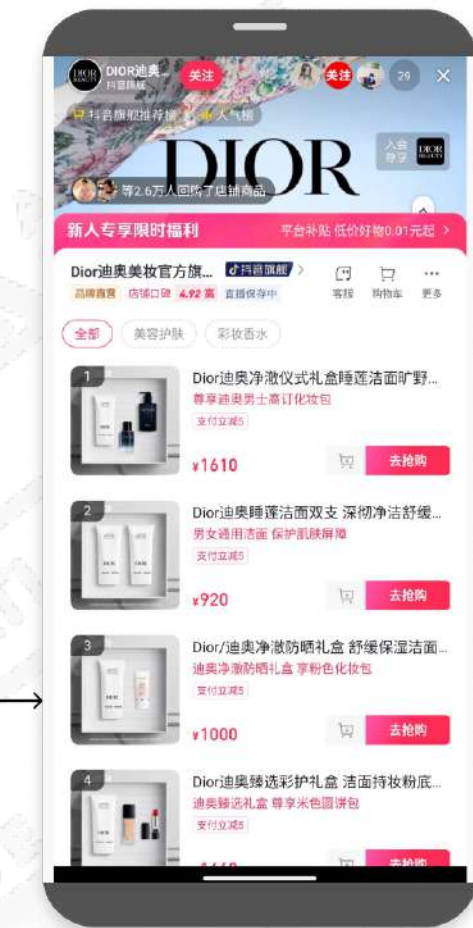 DIOR迪奥...
抖音旗舰
关注
关注
29
抖音旗舰推荐榜
人气榜
DIOR
入会
尊享
DIOR
BEAUTY
等2.6万人回购了店铺商品
新人专享限时福利
平台补贴 低价好物0.01元起 >
Dior迪奥美妆官方旗...
抖音旗舰 >
品牌直营 店铺口碑 4.92 高 直播保存中
客服
购物车
更多
全部
美容护肤
彩妆香水
1
Dior迪奥净澈仪式礼盒睡莲洁面旷野...
尊享迪奥男士高订化妆包
支付立减5
¥1610
去抢购
2
Dior迪奥睡莲洁面双支 深彻净洁舒缓...
男女通用洁面 保护肌肤屏障
支付立减5
¥920
去抢购
3
Dior/迪奥净澈防晒礼盒 舒缓保湿洁面...
迪奥净澈防晒礼盒 享粉色化妆包
支付立减5
¥1000
去抢购
4
Dior迪奥臻选彩护礼盒 洁面持妆粉底...
迪奥臻选礼盒 尊享米色圆饼包
支付立减5
去抢购